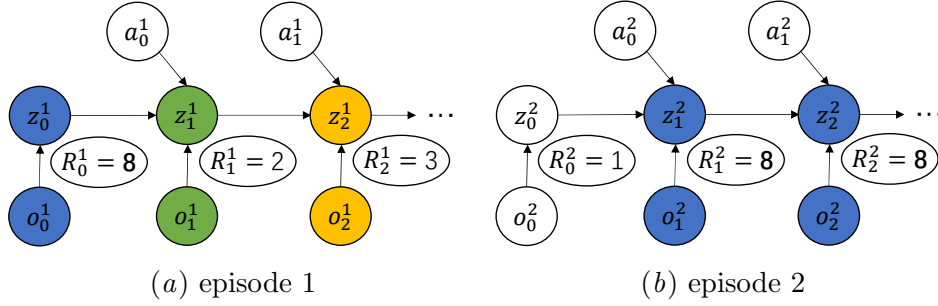 a_0^1 a_1^1 a_0^2 a_1^2
z_0^1 z_1^1 z_2^1 ⋯ z_0^2 z_1^2 z_2^2 ⋯
R_0^1 = 8 R_1^1 = 2 R_2^1 = 3 R_0^2 = 1 R_1^2 = 8 R_2^2 = 8
o_0^1 o_1^1 o_2^1 o_0^2 o_1^2 o_2^2
(a) episode 1 (b) episode 2